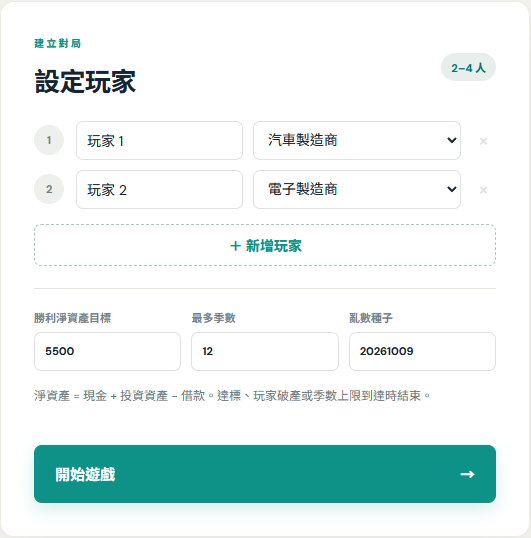 建立對局
設定玩家
2–4 人
1 玩家 1 汽車製造商 ×
2 玩家 2 電子製造商 ×
+ 新增玩家
勝利淨資產目標 最多季數 亂數種子
5500 12 20261009
淨資產 = 現金 + 投資資產 − 借款。達標、玩家破產或季數上限到達時結束。
開始遊戲 →